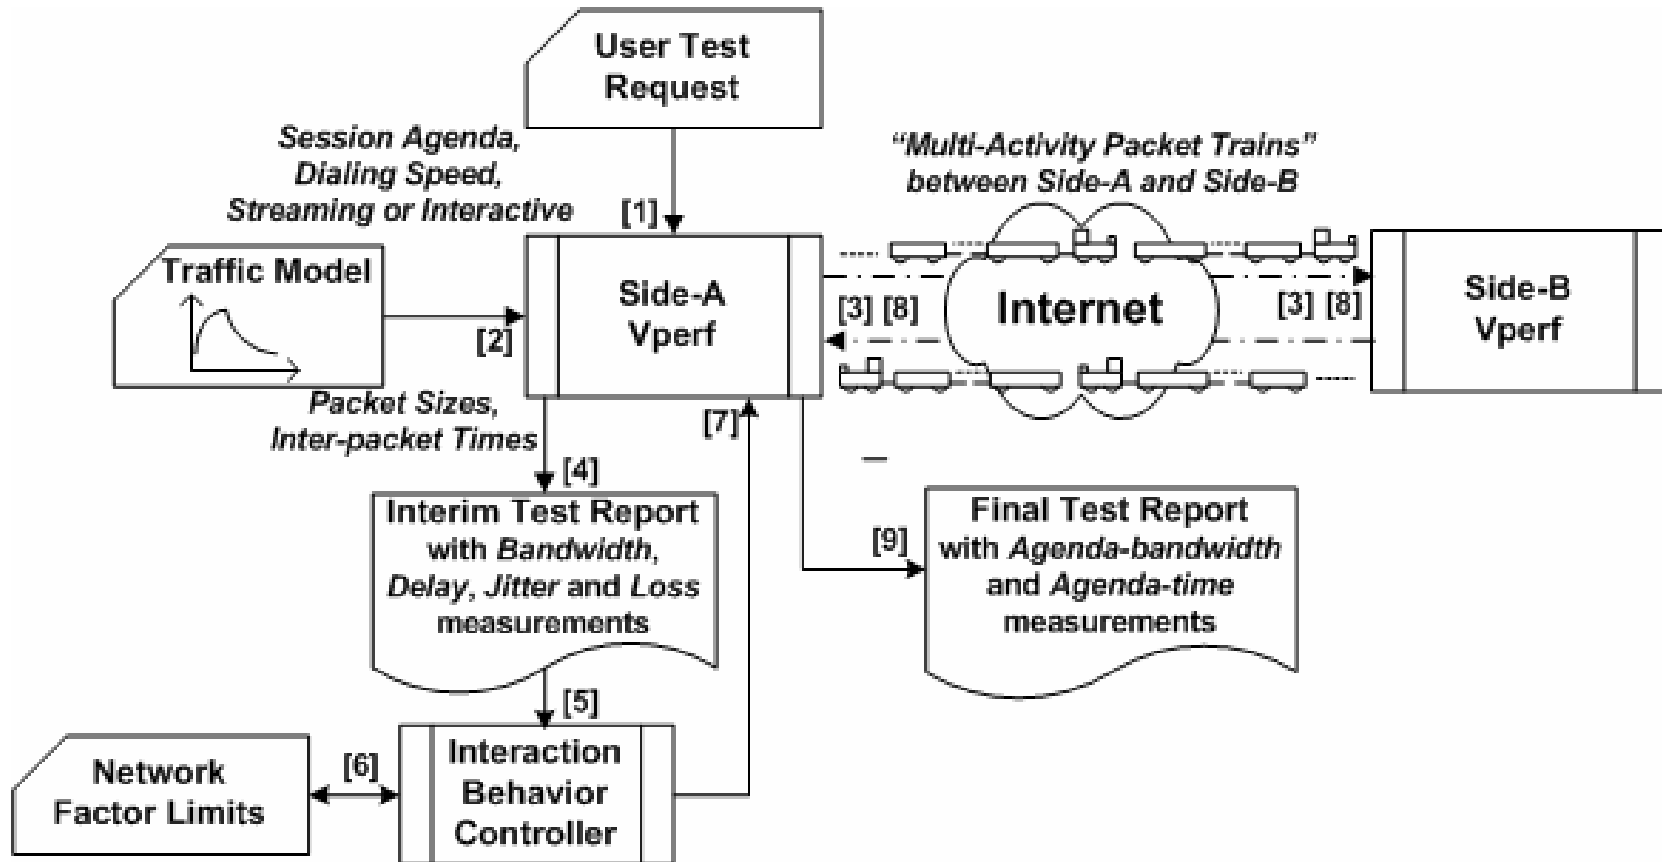 User Test
Request
Session Agenda,
Dialing Speed,
Streaming or Interactive
[1]
"Multi-Activity Packet Trains"
between Side-A and Side-B
Traffic Model
[2]
Side-A
Vperf
[3] [8]
Internet
[3] [8]
Side-B
Vperf
Packet Sizes,
Inter-packet Times
[7]
[4]
Interim Test Report
with Bandwidth,
Delay, Jitter and Loss
measurements
[9]
Final Test Report
with Agenda-bandwidth
and Agenda-time
measurements
[5]
Network
Factor Limits
[6]
Interaction
Behavior
Controller